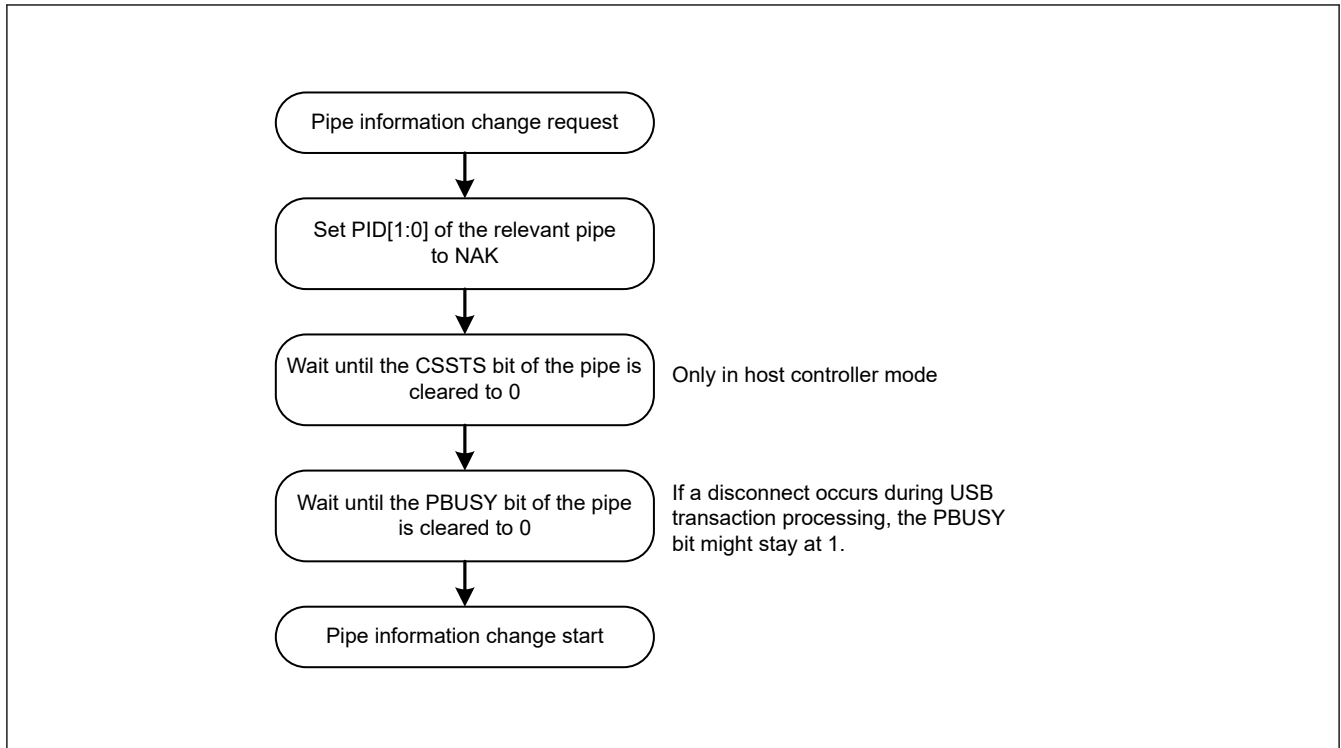 Pipe information change request
Set PID[1:0] of the relevant pipe
to NAK
Wait until the CSSTS bit of the pipe is
cleared to 0
Only in host controller mode
Wait until the PBUSY bit of the pipe
is cleared to 0
If a disconnect occurs during USB
transaction processing, the PBUSY
bit might stay at 1.
Pipe information change start